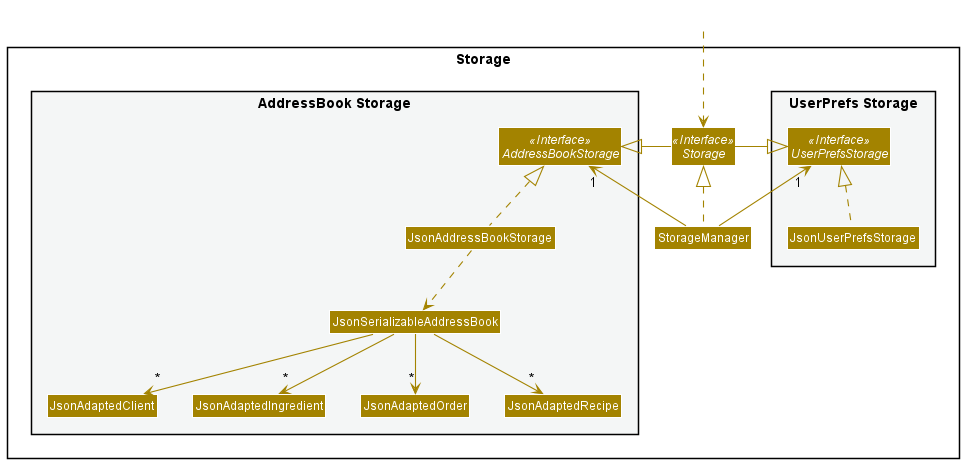 Storage
AddressBook Storage
UserPrefs Storage
«Interface»
AddressBookStorage
«Interface»
Storage
«Interface»
UserPrefsStorage
1
1
JsonAddressBookStorage
StorageManager
JsonUserPrefsStorage
JsonSerializableAddressBook
*
*
*
*
JsonAdaptedClient
JsonAdaptedIngredient
JsonAdaptedOrder
JsonAdaptedRecipe